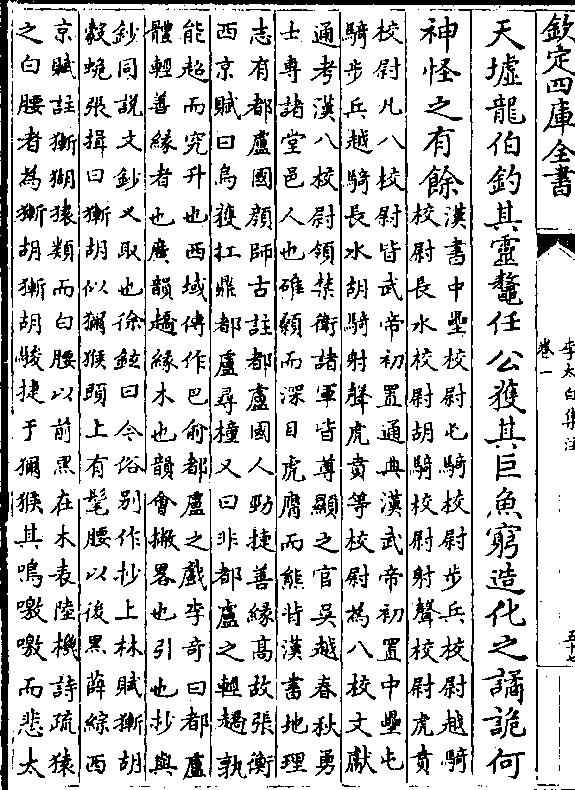 欽定四庫全書
李太白集注
卷一
五十七
天墟龍伯釣其靈鼇任公獲其巨魚窮造化之譎詭何
神怪之有餘
漢書中壘校尉屯騎校尉步兵校尉越騎
校尉長水校尉胡騎校尉射聲校尉虎賁
校尉凡八校尉皆武帝初置通典漢武帝初置中壘屯
騎步兵越騎長水胡騎射聲虎賁等校尉為八校文獻
通考漢八校尉領禁衛諸軍皆尊顯之官吳越春秋勇
士專諸堂邑人也碓顙而深目虎膺而熊背漢書地理
志有都盧國顔師古註都盧國人勁捷善緣高故張衡
西京賦曰烏獲扛鼎都盧尋橦又曰非都盧之輕趫孰
能超而究升也西域傳作巴俞都盧之戲李奇曰都盧
體輕善緣者也廣韻趫緣木也韻會撠畧也引也抄與
鈔同說文鈔叉取也徐鉉曰今俗别作抄上林賦獑胡
縠蛫張揖曰獑胡似獼猴頭上有髦腰以後黑薛綜西
京賦註獑猢猿類而白腰以前黑在木表陸機詩疏猿
之白腰者為獑胡獑胡駿捷于獼猴其鳴噭噭而悲太